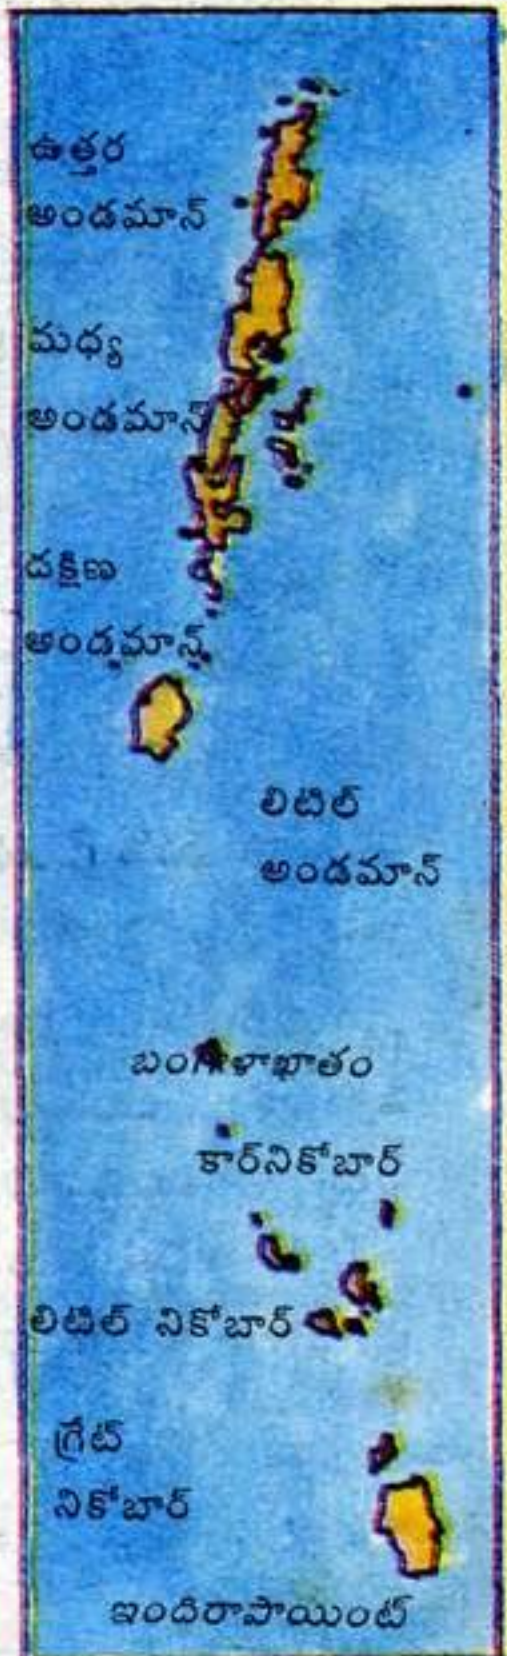 ఉత్తర
అండమాన్
మధ్య
అండమాన్
దక్షిణ
అండమాన్
లిటిల్
అండమాన్
బంగాళాఖాతం
కార్‌నికోబార్
లిటిల్ నికోబార్
గ్రేట్
నికోబార్
ఇందిరాపాయింట్